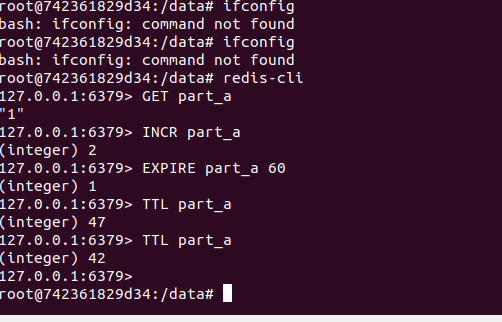 root@742361829d34:/data# ifconfig
bash: ifconfig: command not found
root@742361829d34:/data# ifconfig
bash: ifconfig: command not found
root@742361829d34:/data# redis-cli
127.0.0.1:6379> GET part_a
"1"
127.0.0.1:6379> INCR part_a
(integer) 2
127.0.0.1:6379> EXPIRE part_a 60
(integer) 1
127.0.0.1:6379> TTL part_a
(integer) 47
127.0.0.1:6379> TTL part_a
(integer) 42
127.0.0.1:6379>
root@742361829d34:/data#